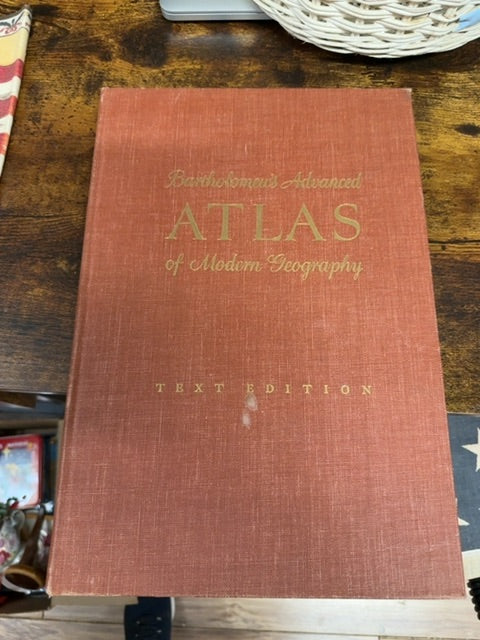 Bartholomew's Advanced
ATLAS
of Modern Geography
TEXT EDITION